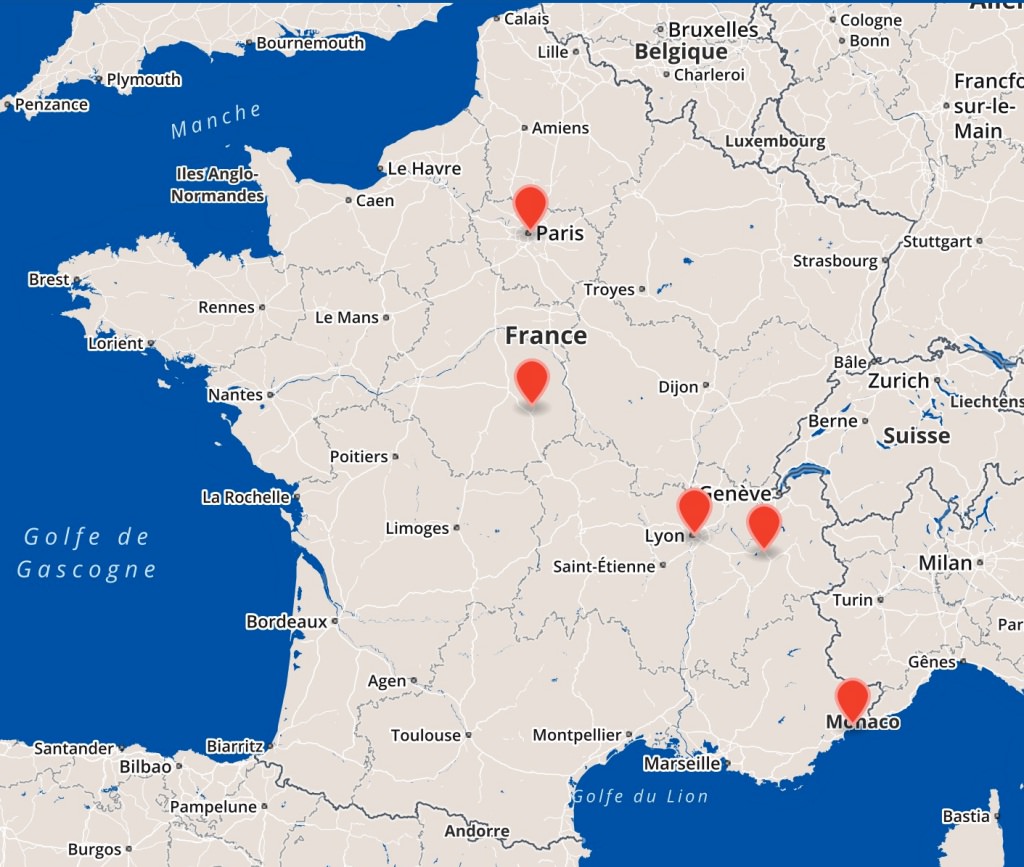 Calais
Bruxelles
Cologne
Bournemouth
Lille
Belgique
Bonn
Plymouth
Charleroi
Francfo
sur-le-
Main
Penzance
Manche
Amiens
Luxembourg
Le Havre
Iles Anglo-
Normandes
Caen
Paris
Stuttgart
Strasbourg
Brest
Troyes
Rennes
Le Mans
France
Lorient
Bâle
Dijon
Zurich
Nantes
Liechtens
Berne
Suisse
Poitiers
Genève
La Rochelle
Limoges
Lyon
Golfe de
Gascogne
Saint-Étienne
Milan
Turin
Bordeaux
Par
Gênes
Agen
Monaco
Toulouse
Montpellier
Santander
Biarritz
Bilbao
Marseille
Golfe du Lion
Pampelune
Bastia
Andorre
Burgos